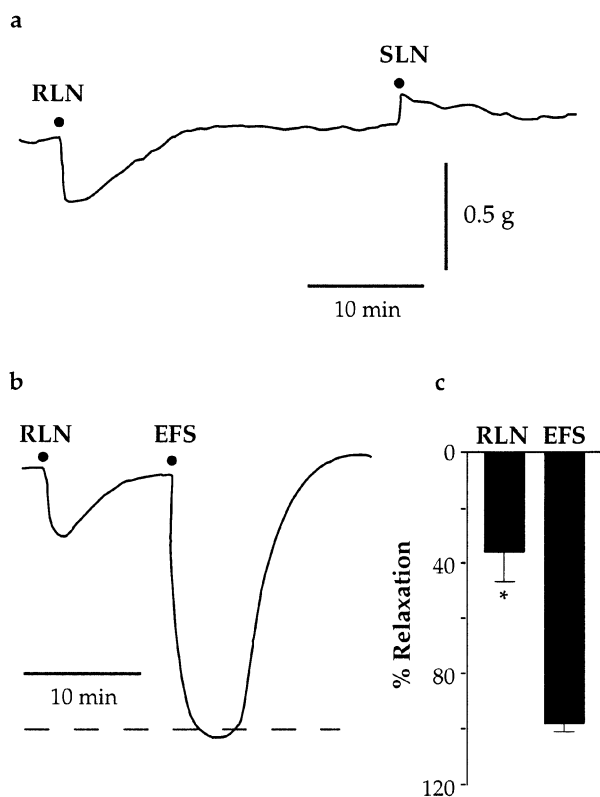 a
SLN
RLN
0.5 g
10 min
b
c
RLN EFS
RLN EFS
0
40
80
120
% Relaxation
*
10 min